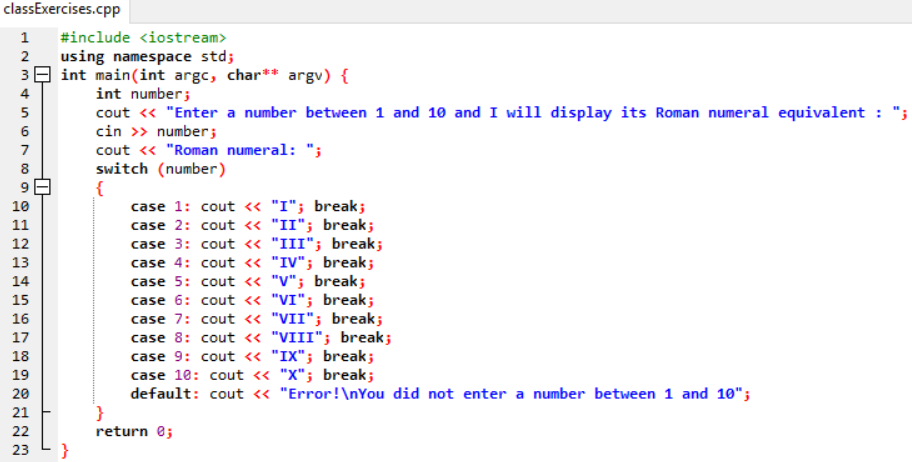 classExercises.cpp
1 #include <iostream>
2 using namespace std;
3 int main(int argc, char** argv) {
4 int number;
5 cout << "Enter a number between 1 and 10 and I will display its Roman numeral equivalent : ";
6 cin >> number;
7 cout << "Roman numeral: ";
8 switch (number)
9 {
10 case 1: cout << "I"; break;
11 case 2: cout << "II"; break;
12 case 3: cout << "III"; break;
13 case 4: cout << "IV"; break;
14 case 5: cout << "V"; break;
15 case 6: cout << "VI"; break;
16 case 7: cout << "VII"; break;
17 case 8: cout << "VIII"; break;
18 case 9: cout << "IX"; break;
19 case 10: cout << "X"; break;
20 default: cout << "Error!\nYou did not enter a number between 1 and 10";
21 }
22 return 0;
23 }